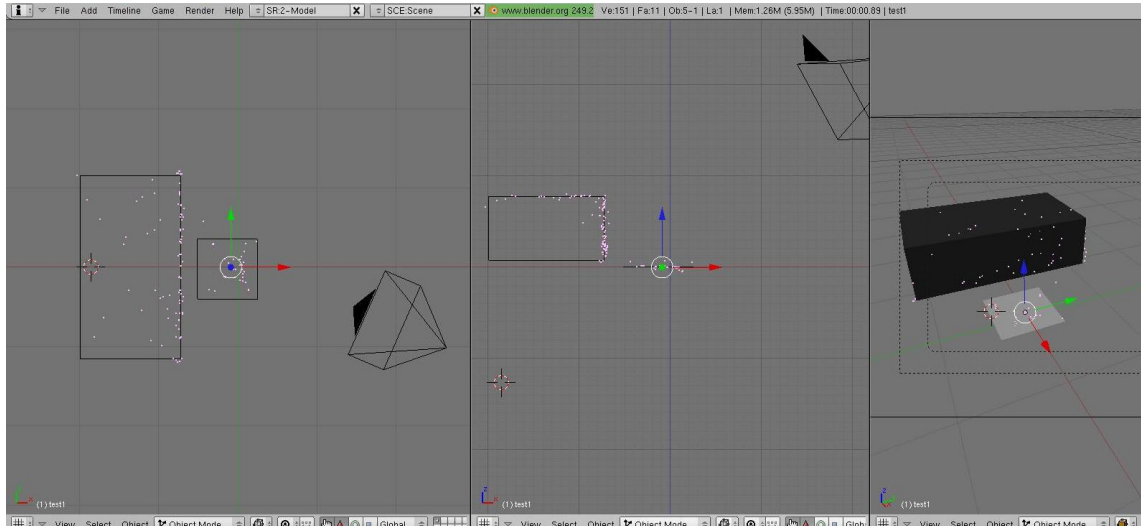 File Add Timeline Game Render Help SR:2-Model X SCE:Scene X www.blender.org 249.2 Ve:151 | Fa:11 | Ob:5-1 | La:1 | Mem:1.26M (5.95M) | Time:00:00.89 | test1
(1) test1
(1) test1
(1) test1
View Select Object Object Mode Global
View Select Object Object Mode Glob
View Select Object Object Mode